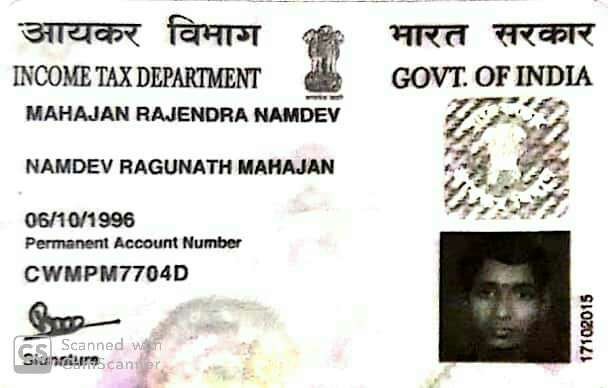 आयकर विभाग
INCOME TAX DEPARTMENT
भारत सरकार
GOVT. OF INDIA
MAHAJAN RAJENDRA NAMDEV
NAMDEV RAGUNATH MAHAJAN
06/10/1996
Permanent Account Number
CWMPM7704D
Signature
17102015
CS Scanned with
CamScanner